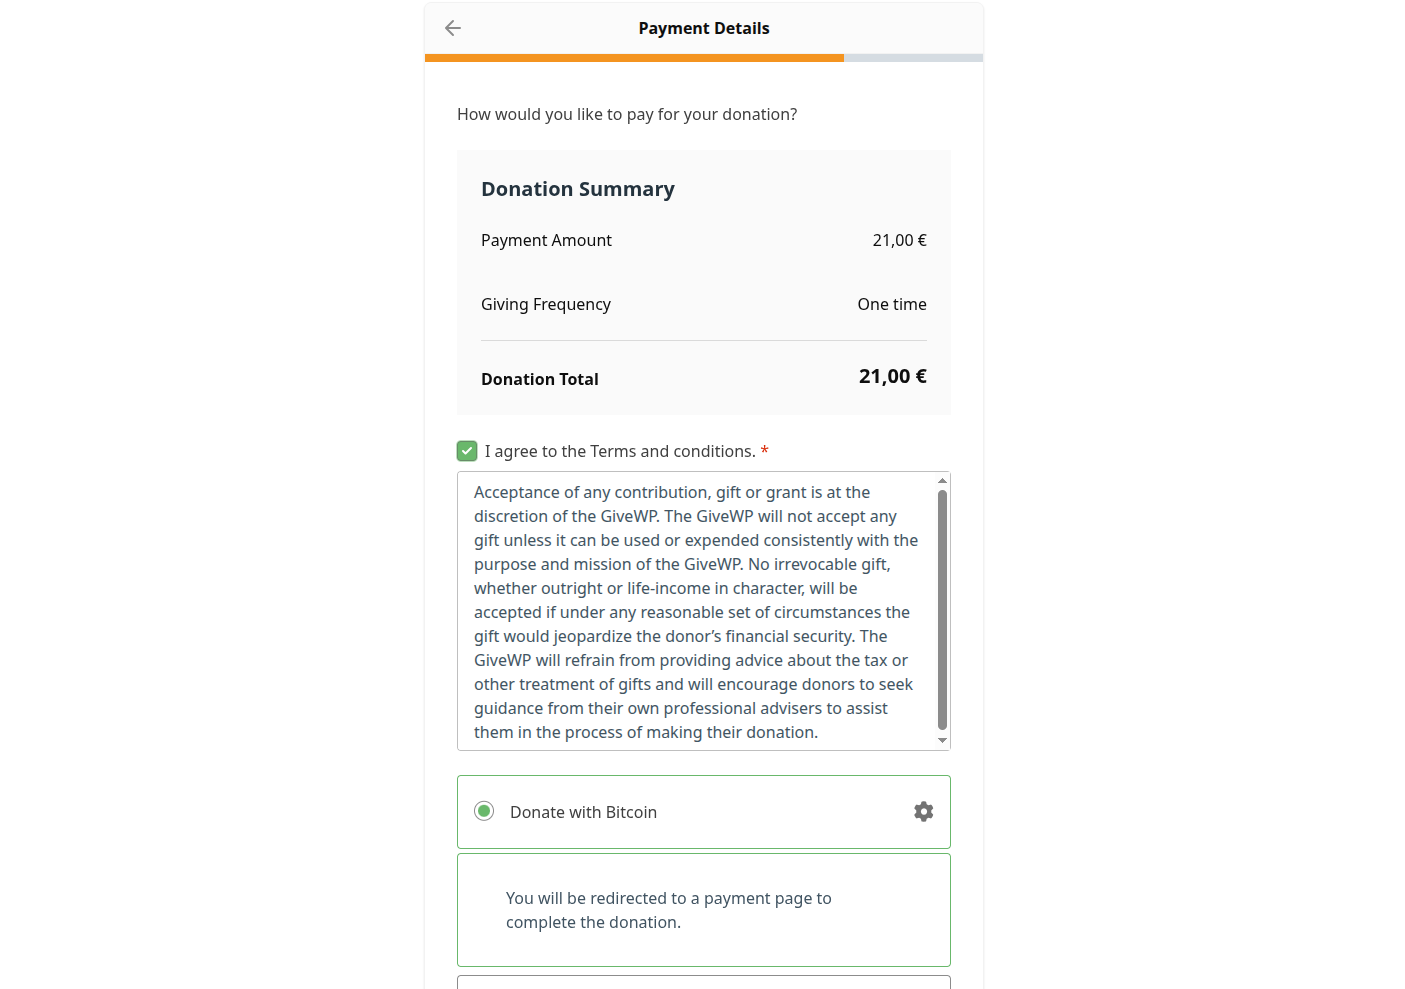 Payment Details
How would you like to pay for your donation?
Donation Summary
Payment Amount 21,00 €
Giving Frequency One time
Donation Total 21,00 €
I agree to the Terms and conditions. *
Acceptance of any contribution, gift or grant is at the
discretion of the GiveWP. The GiveWP will not accept any
gift unless it can be used or expended consistently with the
purpose and mission of the GiveWP. No irrevocable gift,
whether outright or life-income in character, will be
accepted if under any reasonable set of circumstances the
gift would jeopardize the donor’s financial security. The
GiveWP will refrain from providing advice about the tax or
other treatment of gifts and will encourage donors to seek
guidance from their own professional advisers to assist
them in the process of making their donation.
Donate with Bitcoin
You will be redirected to a payment page to
complete the donation.